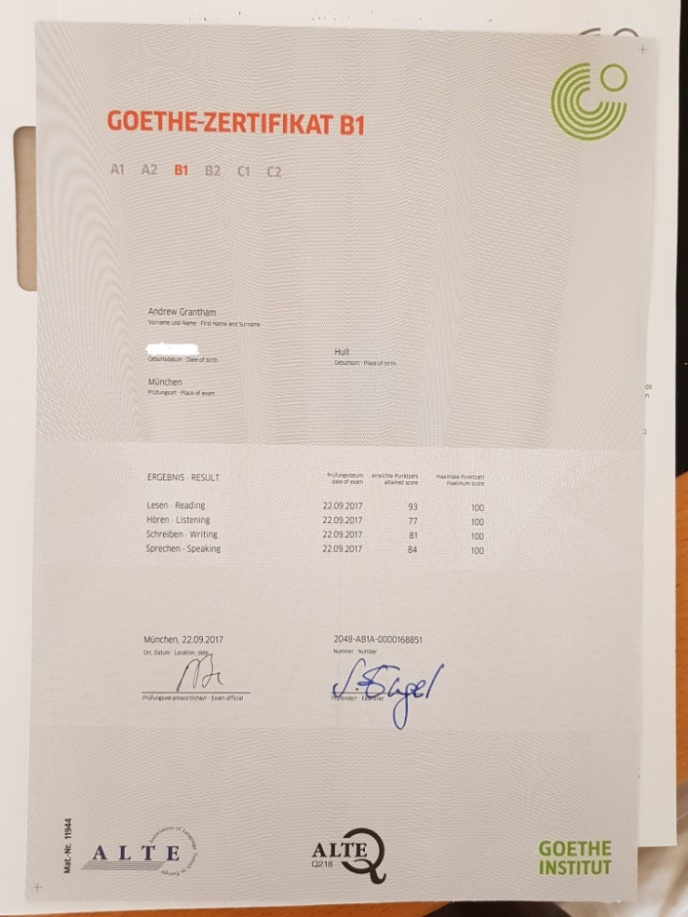 GOETHE-ZERTIFIKAT B1
A1 A2 B1 B2 C1 C2
Andrew Grantham
Vorname und Name · First Name and Surname
Geburtsdatum · Date of birth
Hull
Geburtsort · Place of birth
München
Prüfungsort · Place of exam
ERGEBNIS · RESULT
Prüfungsdatum erreichte Punktzahl maximale Punktzahl
date of exam attained score maximum score
Lesen · Reading 22.09.2017 93 100
Hören · Listening 22.09.2017 77 100
Schreiben · Writing 22.09.2017 81 100
Sprechen · Speaking 22.09.2017 84 100
München, 22.09.2017 2048-AB1A-0000168851
Ort, Datum · Location, date Nummer · Number
Prüfungsverantwortliche/r · Exam official
Mat.-Nr. 11944
ALTE
Association of Language Testers in Europe
ALTE
Q218
GOETHE
INSTITUT